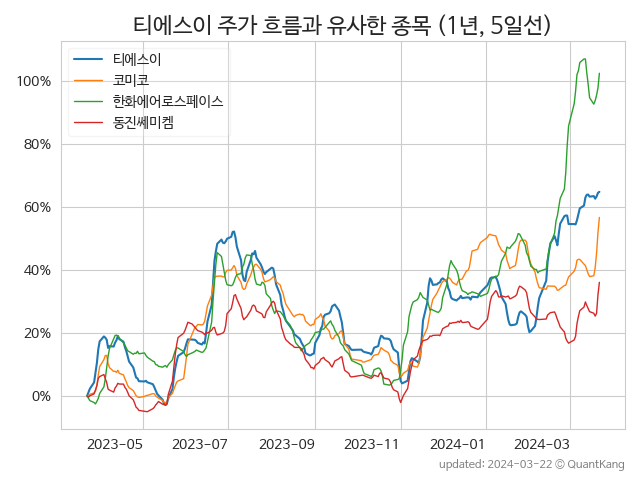 티에스이 주가 흐름과 유사한 종목 (1년, 5일선)
티에스이
코미코
한화에어로스페이스
동진쎄미켐
100%
80%
60%
40%
20%
0%
2023-05 2023-07 2023-09 2023-11 2024-01 2024-03
updated: 2024-03-22 © QuantKang